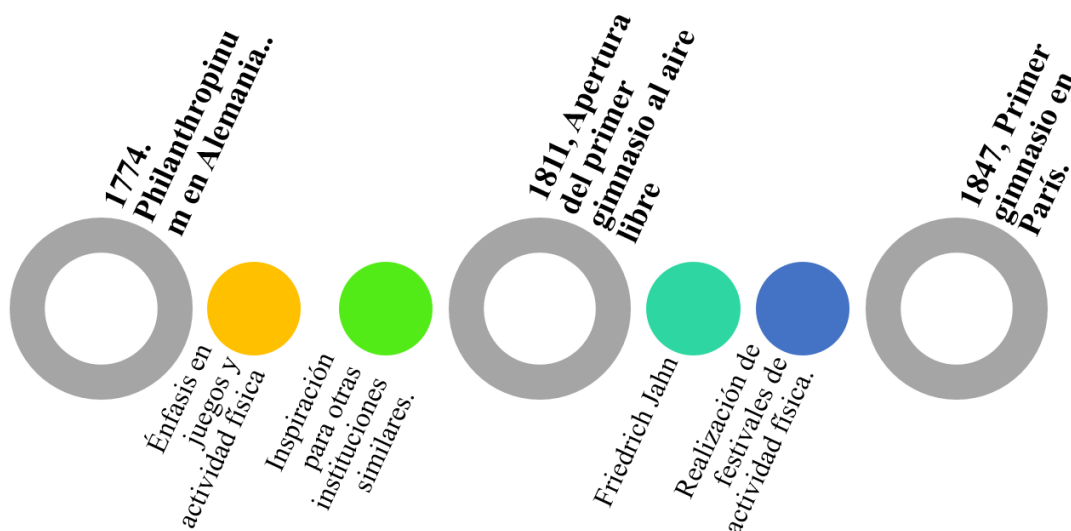 1774.
Philanthropinu
m en Alemania..
Énfasis en
juegos y
actividad física
Inspiración
para otras
instituciones
similares.
1811, Apertura
del primer
gimnasio al aire
libre
Friedrich Jahn
Realización de
festivales de
actividad física.
1847, Primer
gimnasio en
París.